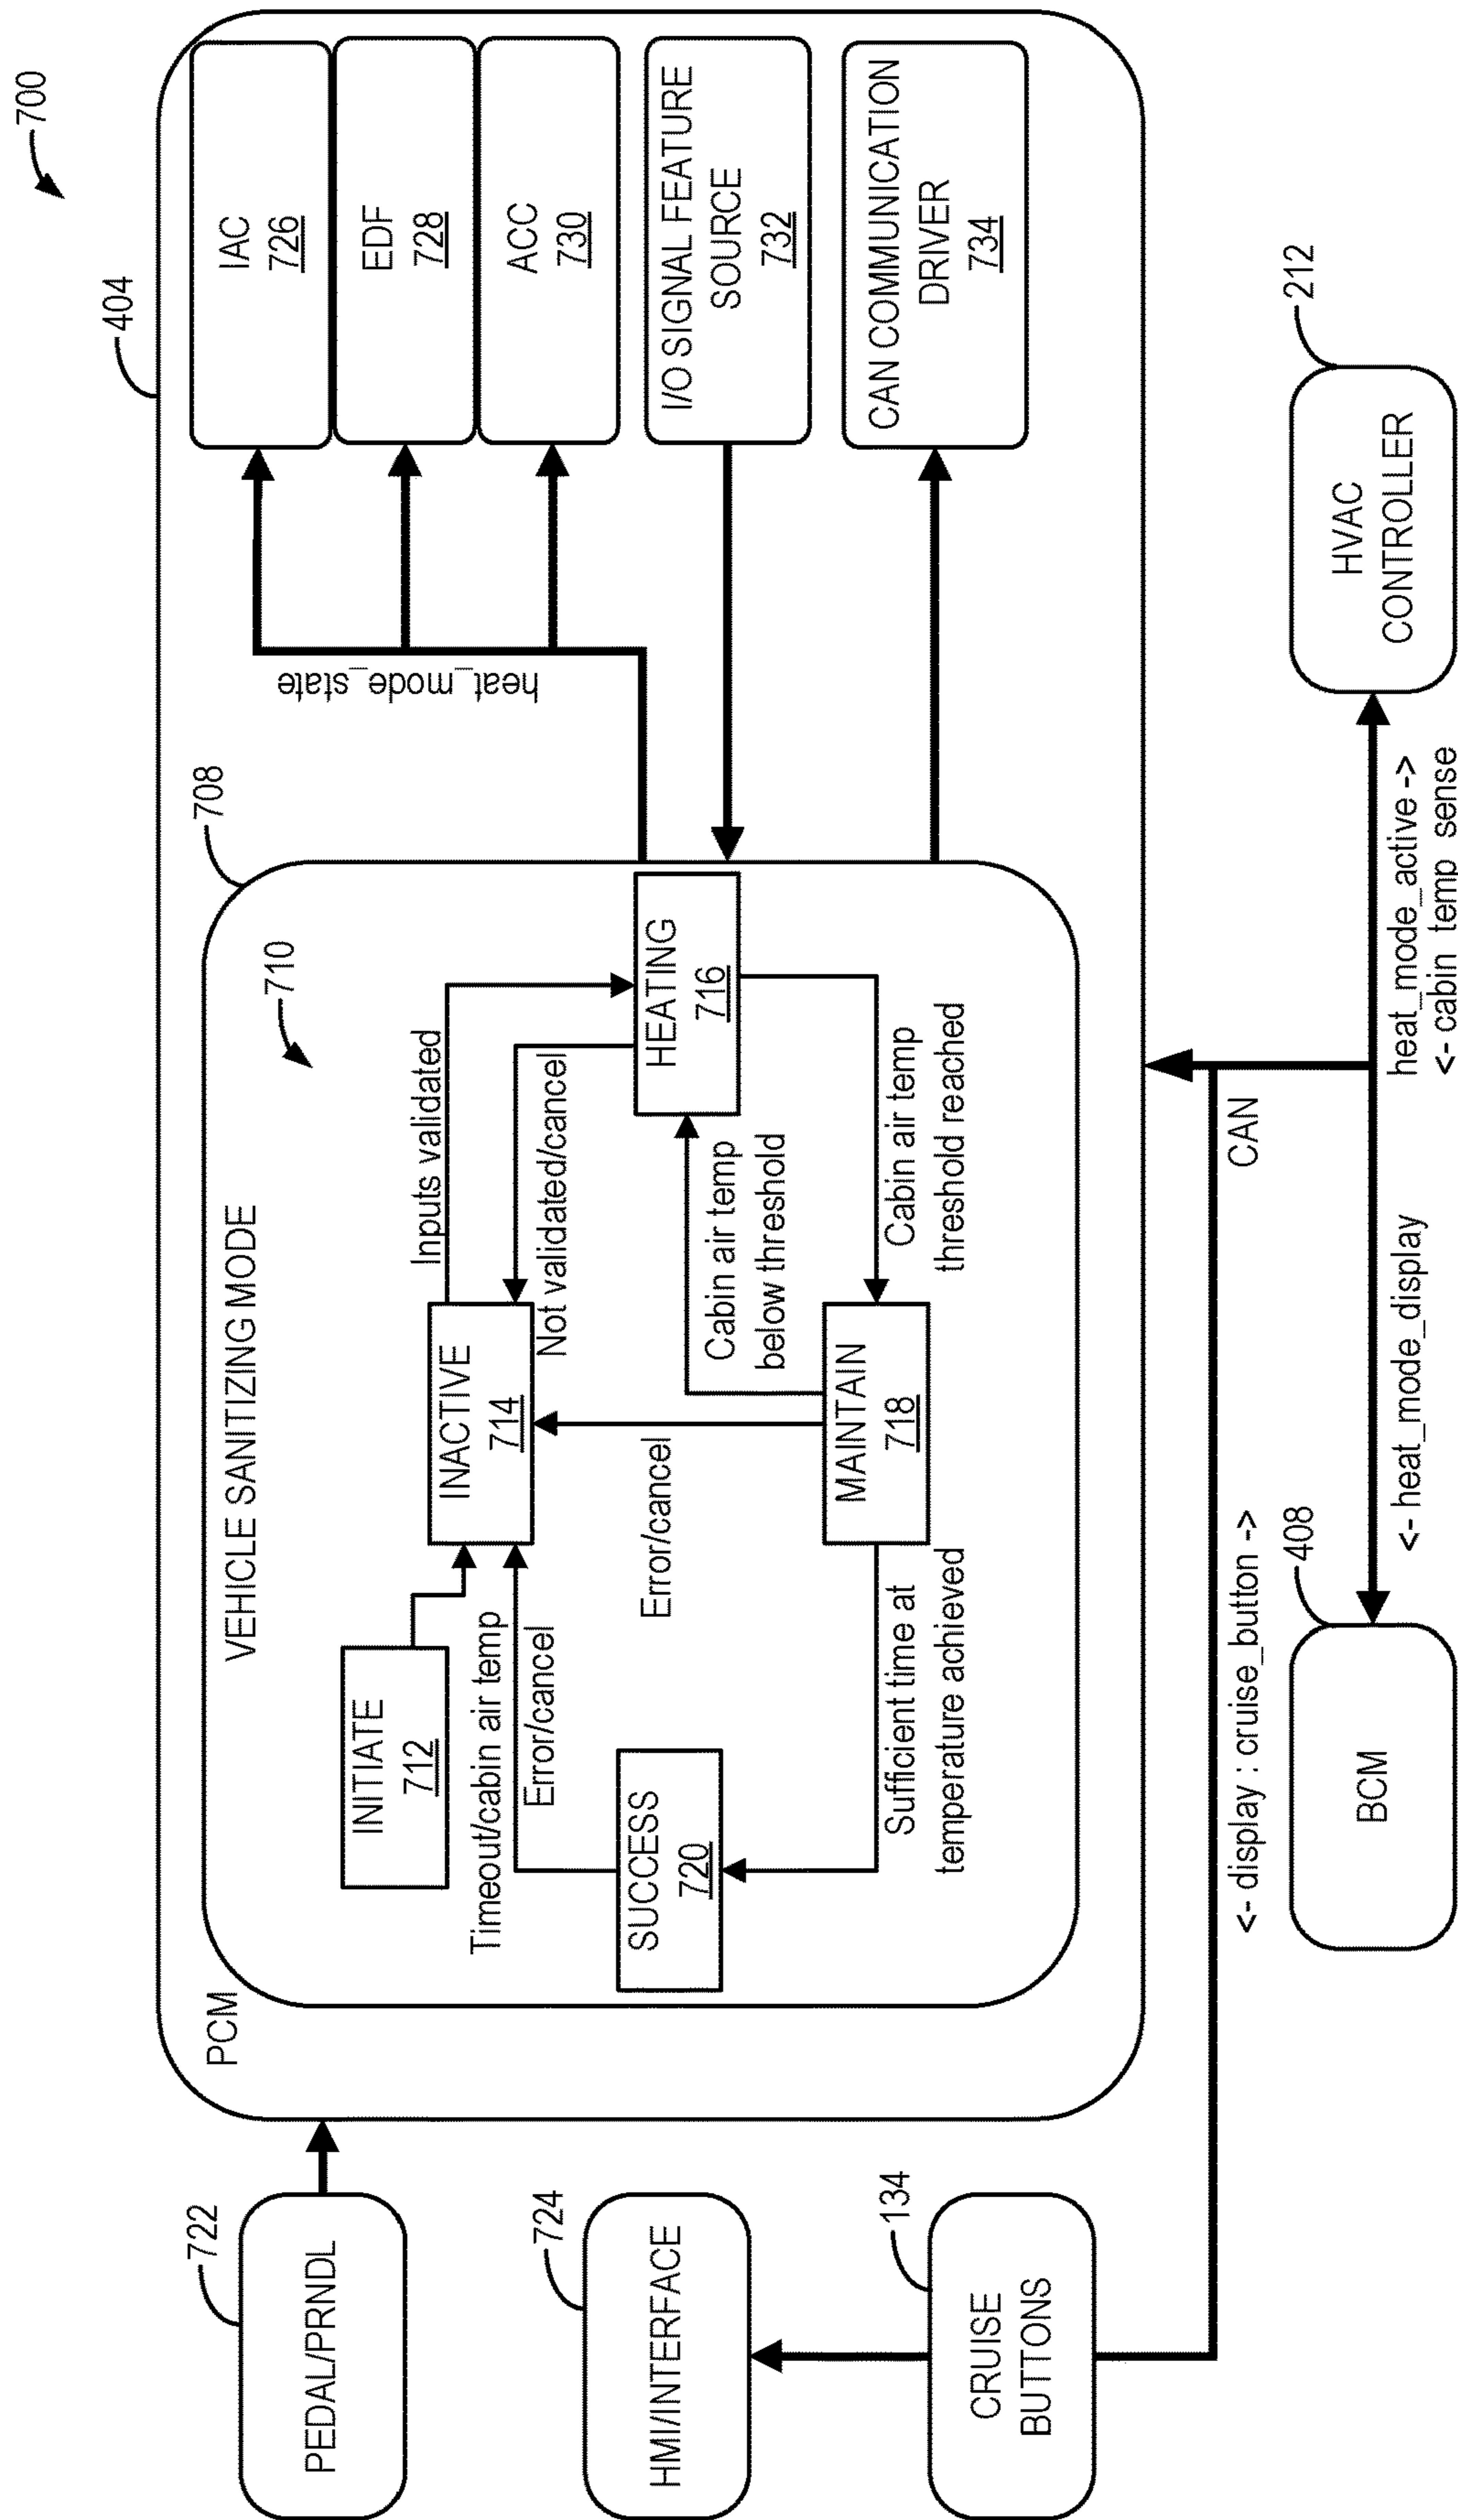 700
404
PEDAL/PRNDL
722
HMI/INTERFACE
724
CRUISE
BUTTONS
134
PCM
VEHICLE SANITIZING MODE
708
710
INITIATE
712
INACTIVE
714
Inputs validated
Not validated/cancel
Timeout/cabin air temp
Error/cancel
HEATING
716
Cabin air temp
below threshold
Error/cancel
SUCCESS
720
MAINTAIN
718
Cabin air temp
threshold reached
Sufficient time at
temperature achieved
heat_mode_state
IAC
726
EDF
728
ACC
730
I/O SIGNAL FEATURE
SOURCE
732
CAN COMMUNICATION
DRIVER
734
<- display : cruise_button ->
CAN
BCM
408
<- heat_mode_display
heat_mode_active ->
<- cabin temp sense
HVAC
CONTROLLER
212